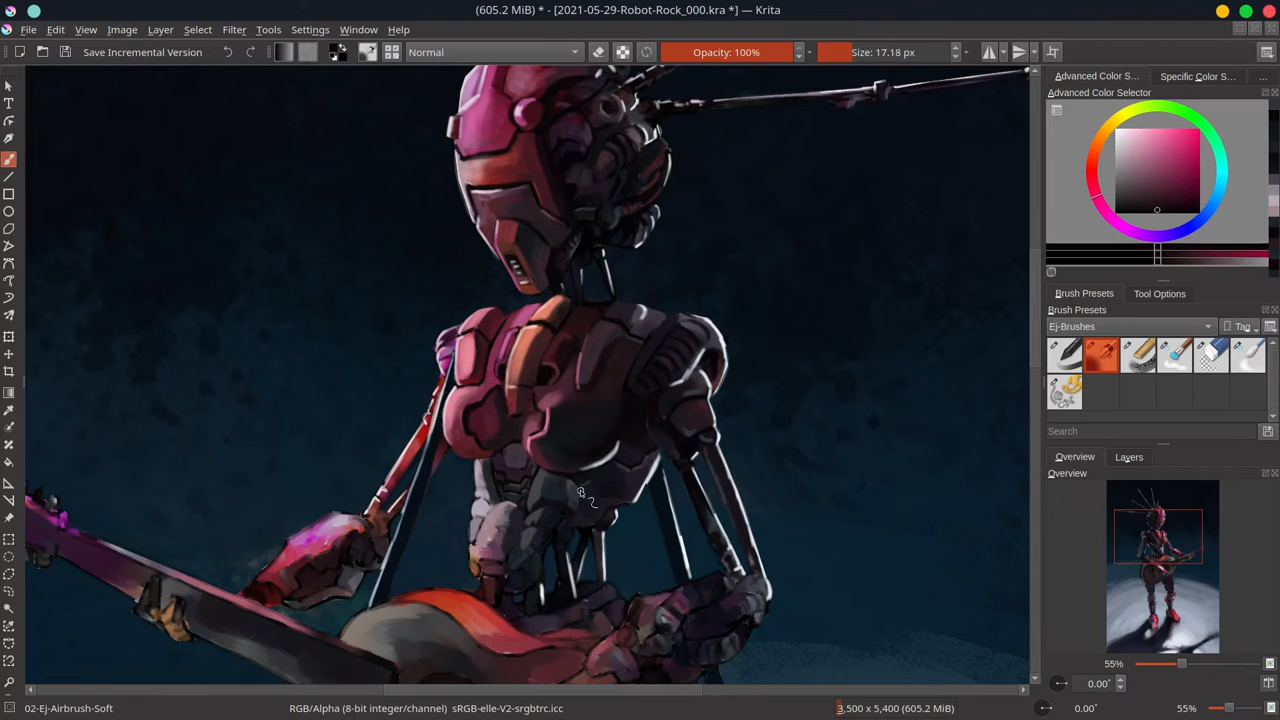 (605.2 MiB) * - [2021-05-29-Robot-Rock_000.kra *] — Krita
File Edit View Image Layer Select Filter Tools Settings Window Help
Save Incremental Version Normal Opacity: 100% Size: 17.18 px
Advanced Color S... Specific Color S... ...
Advanced Color Selector
Brush Presets Tool Options
Brush Presets
Ej-Brushes Tag
Search
Overview Layers
Overview
55%
0.00°
02-Ej-Airbrush-Soft RGB/Alpha (8-bit integer/channel) sRGB-elle-V2-srgbtrc.icc 3,500 x 5,400 (605.2 MiB) 0.00° 55%